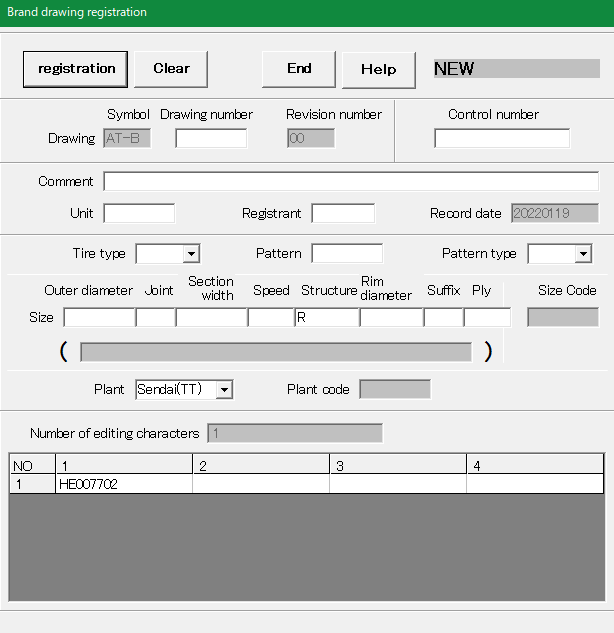 Brand drawing registration
registration Clear End Help NEW
Symbol Drawing number Revision number Control number
Drawing AT-B 00
Comment
Unit Registrant Record date 20220119
Tire type Pattern Pattern type
Outer diameter Joint Section width Speed Structure Rim diameter Suffix Ply Size Code
Size R
( )
Plant Sendai(TT) Plant code
Number of editing characters 1
NO 1 2 3 4
1 HE007702